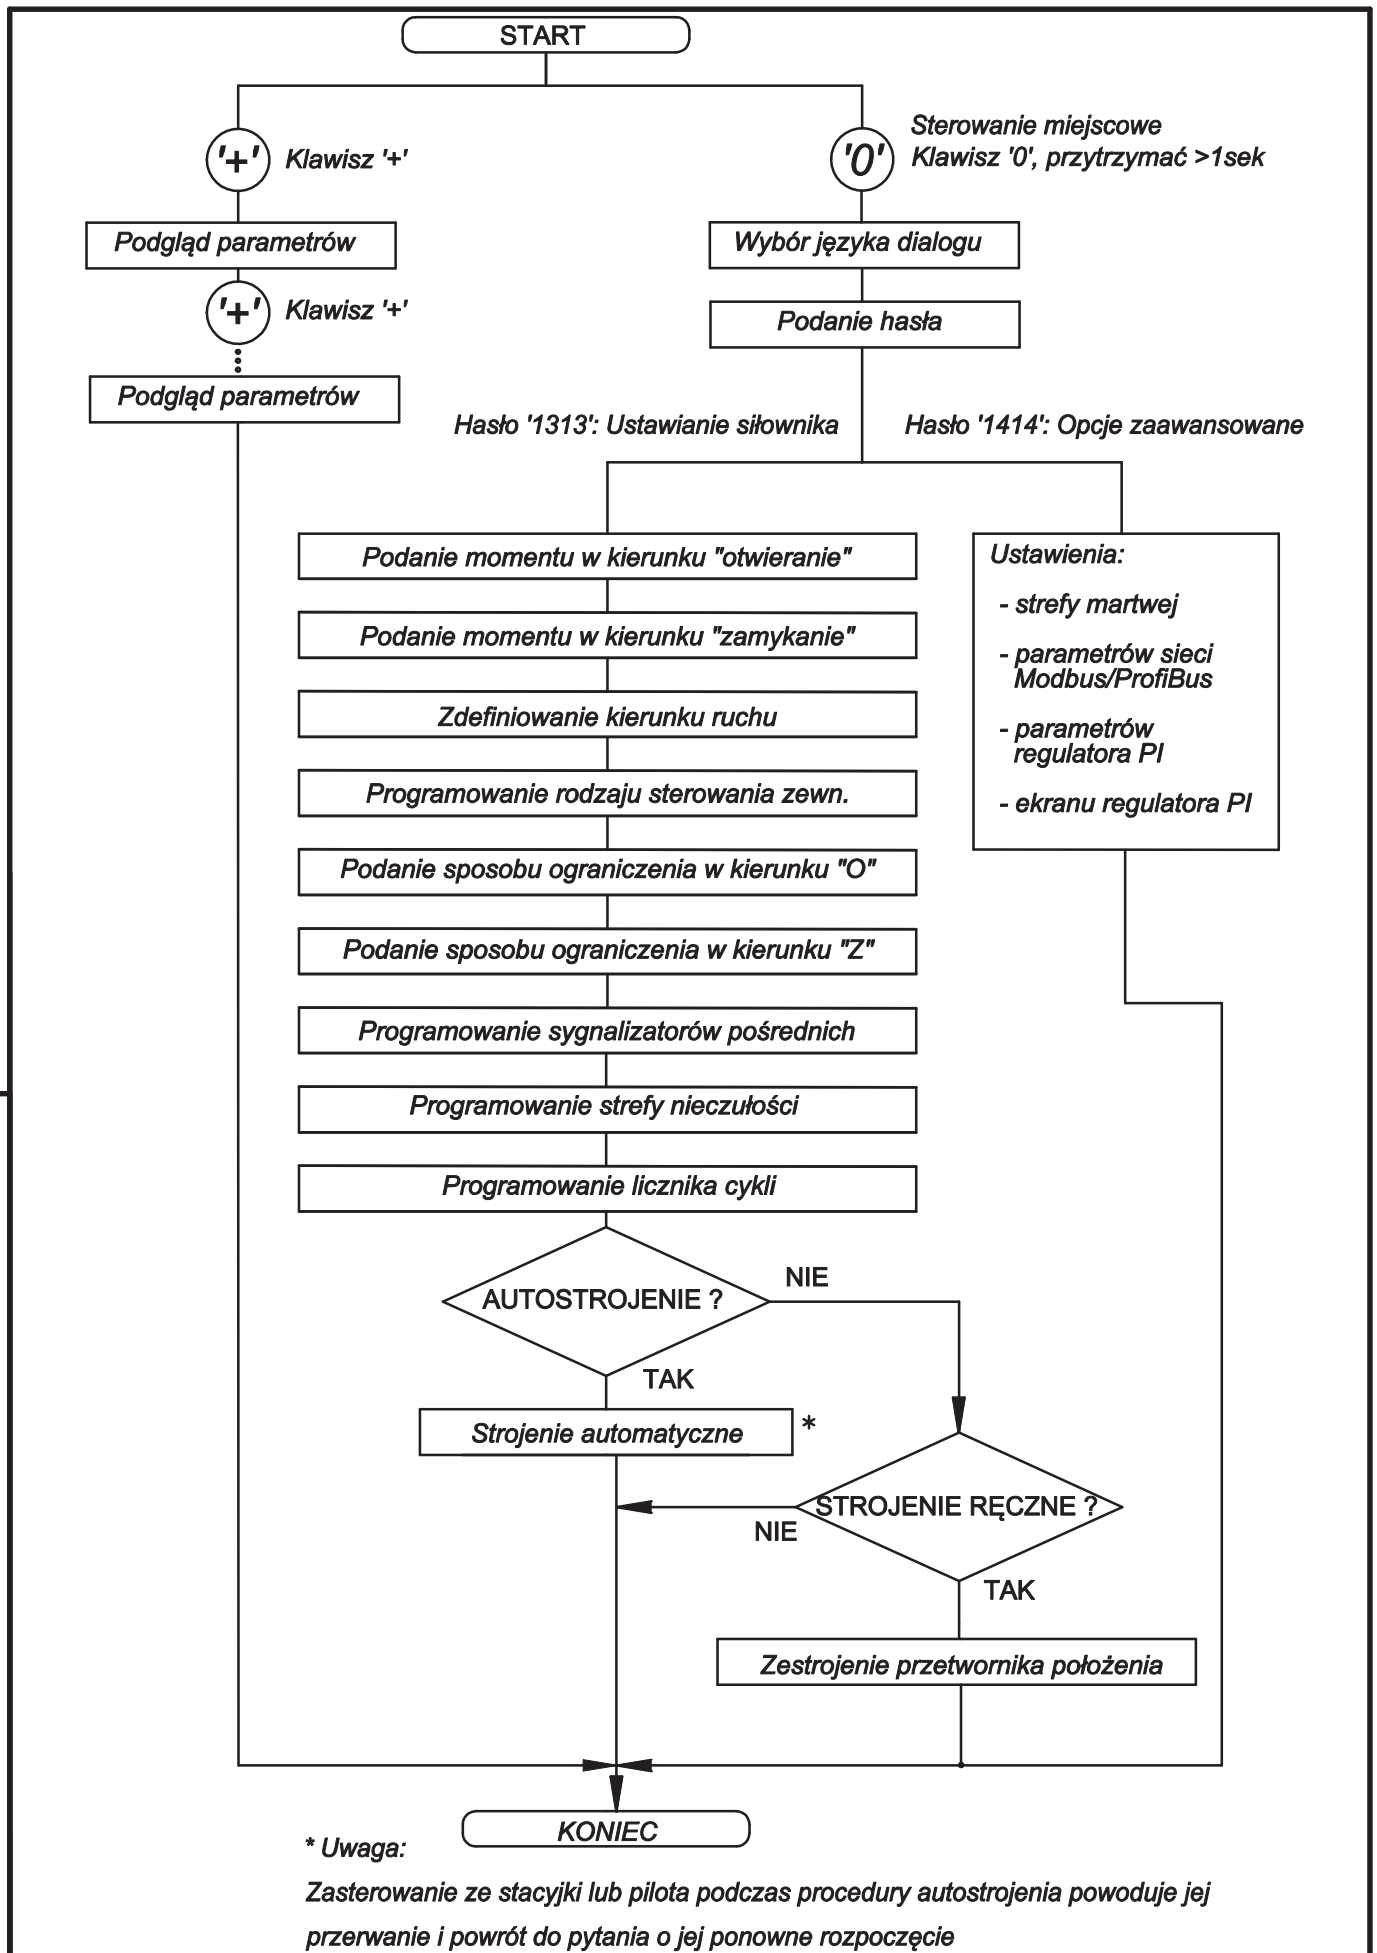 START
'+'
Klawisz '+'
'0'
Sterowanie miejscowe
Klawisz '0', przytrzymać >1sek
Podgląd parametrów
Wybór języka dialogu
'+'
Klawisz '+'
Podanie hasła
Podgląd parametrów
Hasło '1313': Ustawianie siłownika
Hasło '1414': Opcje zaawansowane
Podanie momentu w kierunku "otwieranie"
Podanie momentu w kierunku "zamykanie"
Zdefiniowanie kierunku ruchu
Programowanie rodzaju sterowania zewn.
Podanie sposobu ograniczenia w kierunku "O"
Podanie sposobu ograniczenia w kierunku "Z"
Programowanie sygnalizatorów pośrednich
Programowanie strefy nieczułości
Programowanie licznika cykli
Ustawienia:
- strefy martwej
- parametrów sieci
Modbus/ProfiBus
- parametrów
regulatora PI
- ekranu regulatora PI
AUTOSTROJENIE ?
NIE
TAK
Strojenie automatyczne
*
STROJENIE RĘCZNE ?
NIE
TAK
Zestrojenie przetwornika położenia
KONIEC
* Uwaga:
Zasterowanie ze stacyjki lub pilota podczas procedury autostrojenia powoduje jej
przerwanie i powrót do pytania o jej ponowne rozpoczęcie